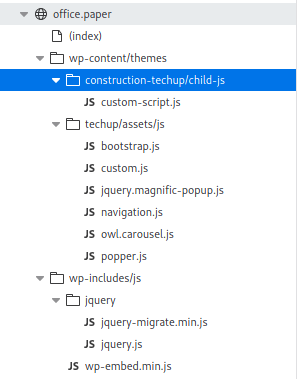 office.paper
(index)
wp-content/themes
construction-techup/child-js
JS custom-script.js
techup/assets/js
JS bootstrap.js
JS custom.js
JS jquery.magnific-popup.js
JS navigation.js
JS owl.carousel.js
JS popper.js
wp-includes/js
jquery
JS jquery-migrate.min.js
JS jquery.js
JS wp-embed.min.js